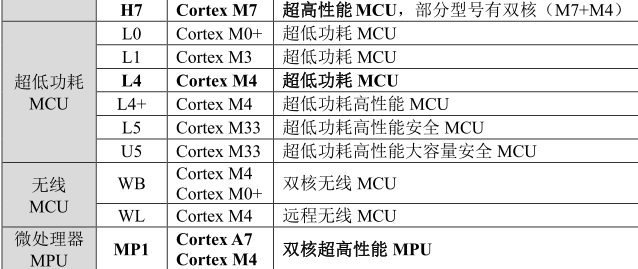 H7 Cortex M7 超高性能 MCU，部分型号有双核（M7+M4）
超低功耗 MCU
L0 Cortex M0+ 超低功耗 MCU
L1 Cortex M3 超低功耗 MCU
L4 Cortex M4 超低功耗 MCU
L4+ Cortex M4 超低功耗高性能 MCU
L5 Cortex M33 超低功耗高性能安全 MCU
U5 Cortex M33 超低功耗高性能大容量安全 MCU
无线 MCU
WB Cortex M4 Cortex M0+ 双核无线 MCU
WL Cortex M4 远程无线 MCU
微处理器 MPU
MP1 Cortex A7 Cortex M4 双核超高性能 MPU